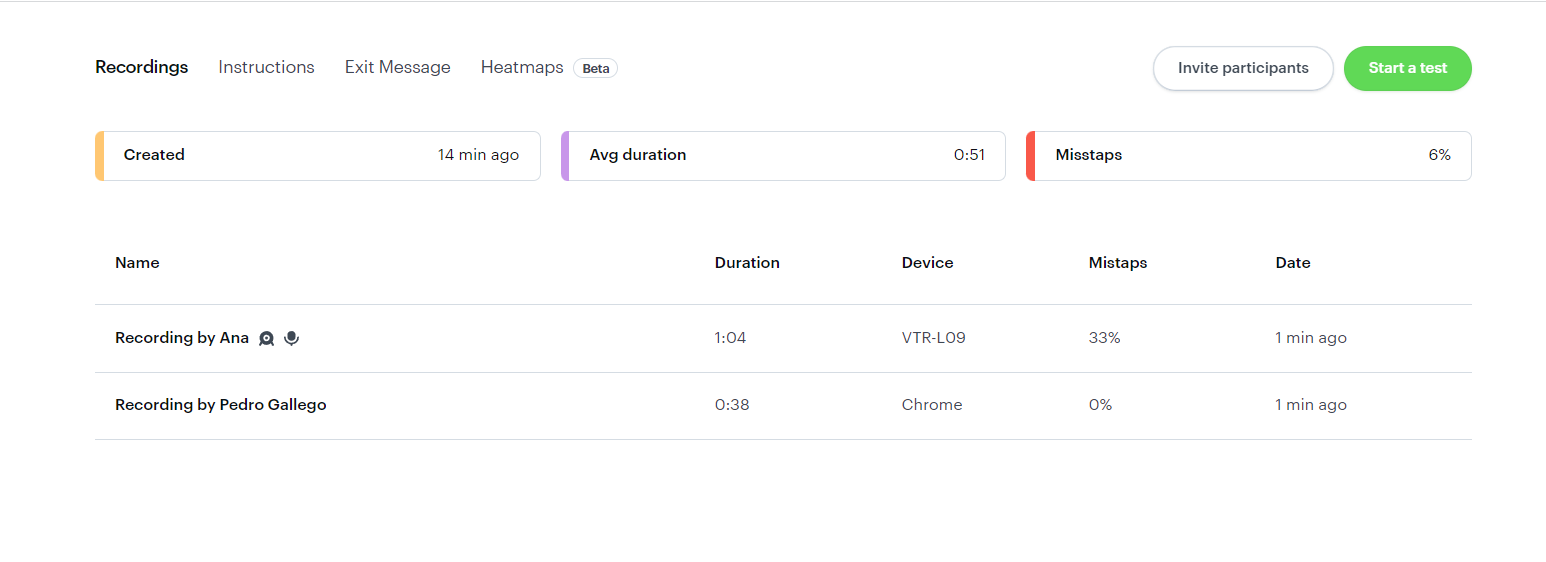 Recordings Instructions Exit Message Heatmaps Beta Invite participants Start a test
Created 14 min ago Avg duration 0:51 Misstaps 6%
Name Duration Device Mistaps Date
Recording by Ana 1:04 VTR-L09 33% 1 min ago
Recording by Pedro Gallego 0:38 Chrome 0% 1 min ago